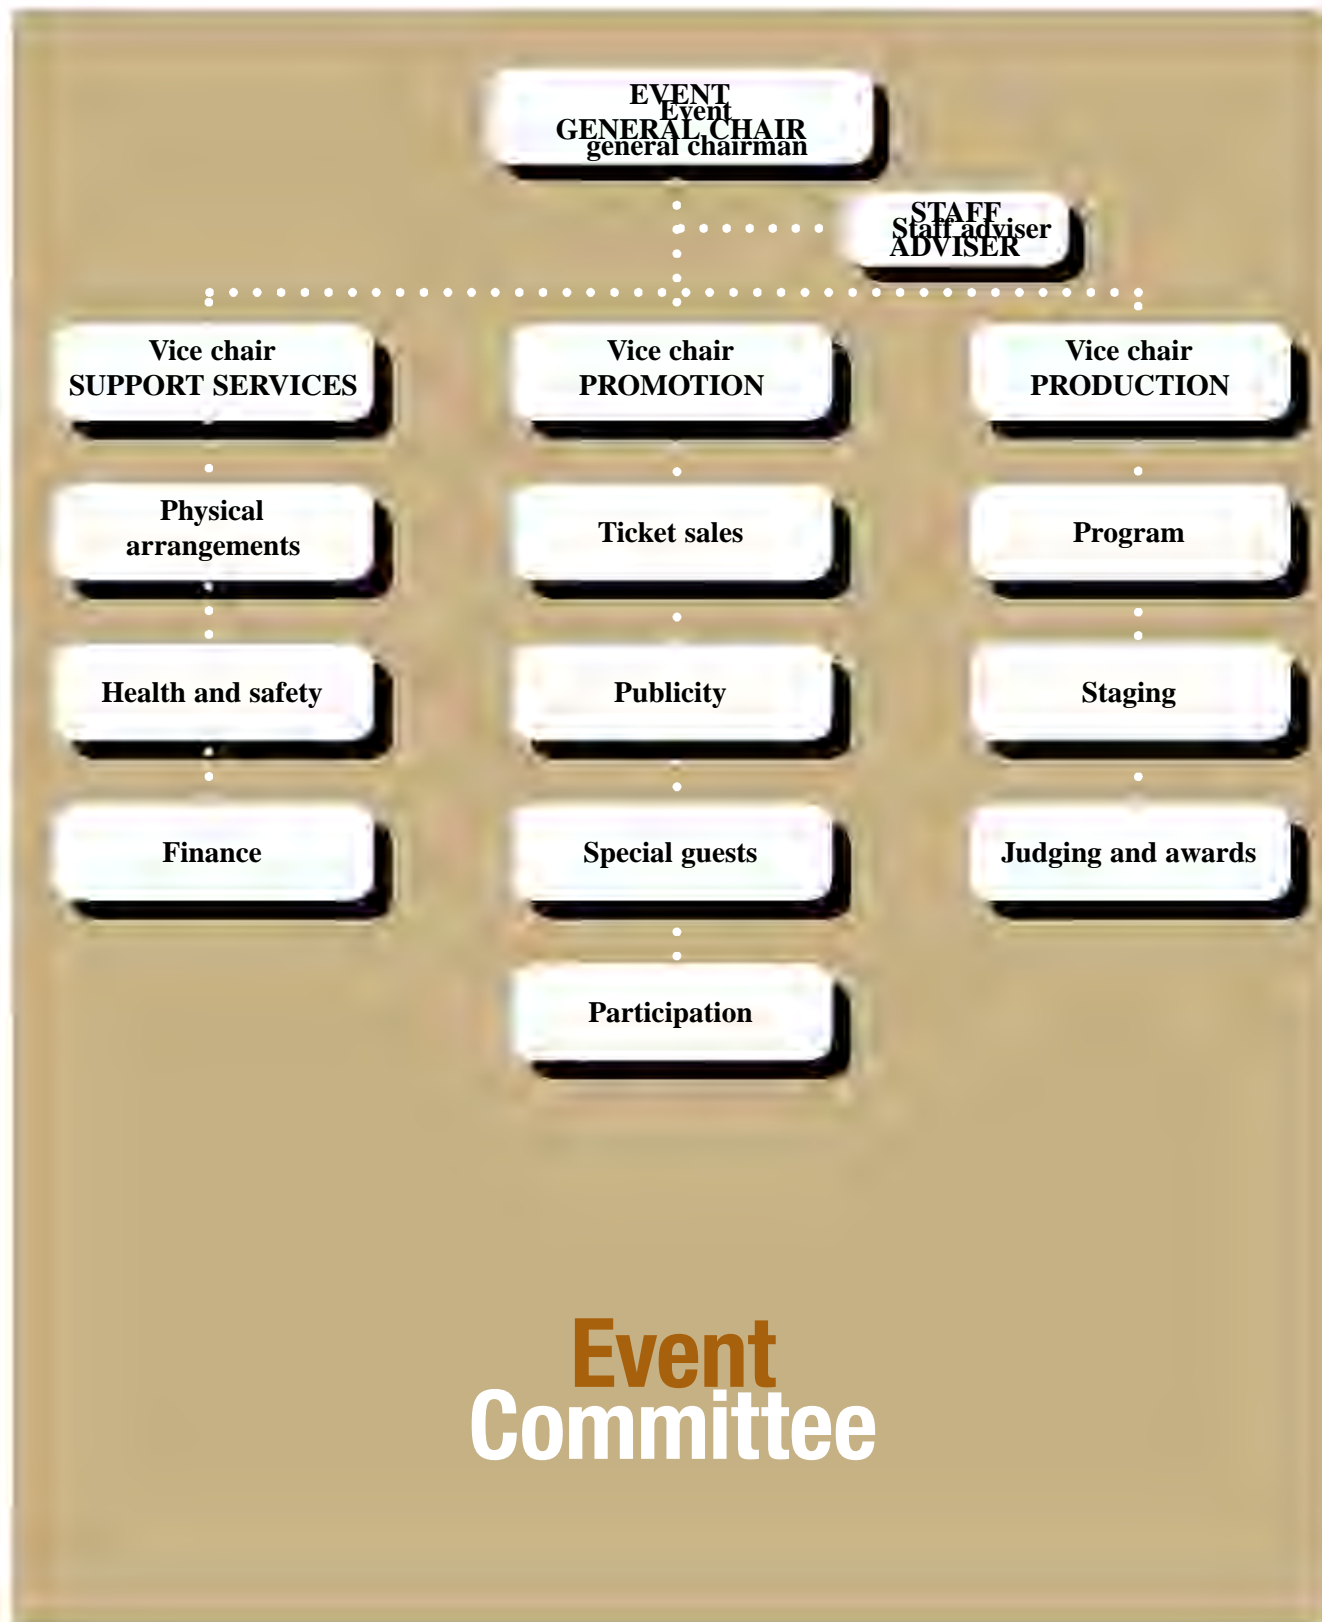 EVENT
GENERAL CHAIR
Event
general chairman
STAFF
ADVISER
Staff adviser
Vice chair
SUPPORT SERVICES
Vice chair
PROMOTION
Vice chair
PRODUCTION
Physical
arrangements
Ticket sales
Program
Health and safety
Publicity
Staging
Finance
Special guests
Judging and awards
Participation
Event
Committee